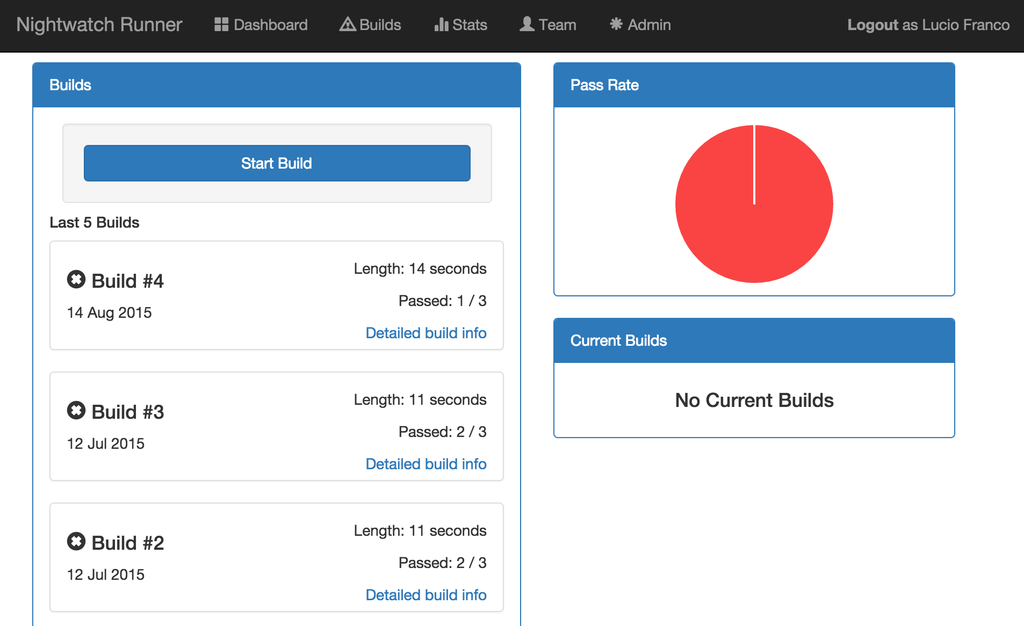 Nightwatch Runner Dashboard Builds Stats Team Admin Logout as Lucio Franco
Builds
Start Build
Last 5 Builds
Build #4
14 Aug 2015
Length: 14 seconds
Passed: 1 / 3
Detailed build info
Build #3
12 Jul 2015
Length: 11 seconds
Passed: 2 / 3
Detailed build info
Build #2
12 Jul 2015
Length: 11 seconds
Passed: 2 / 3
Detailed build info
Pass Rate
Current Builds
No Current Builds